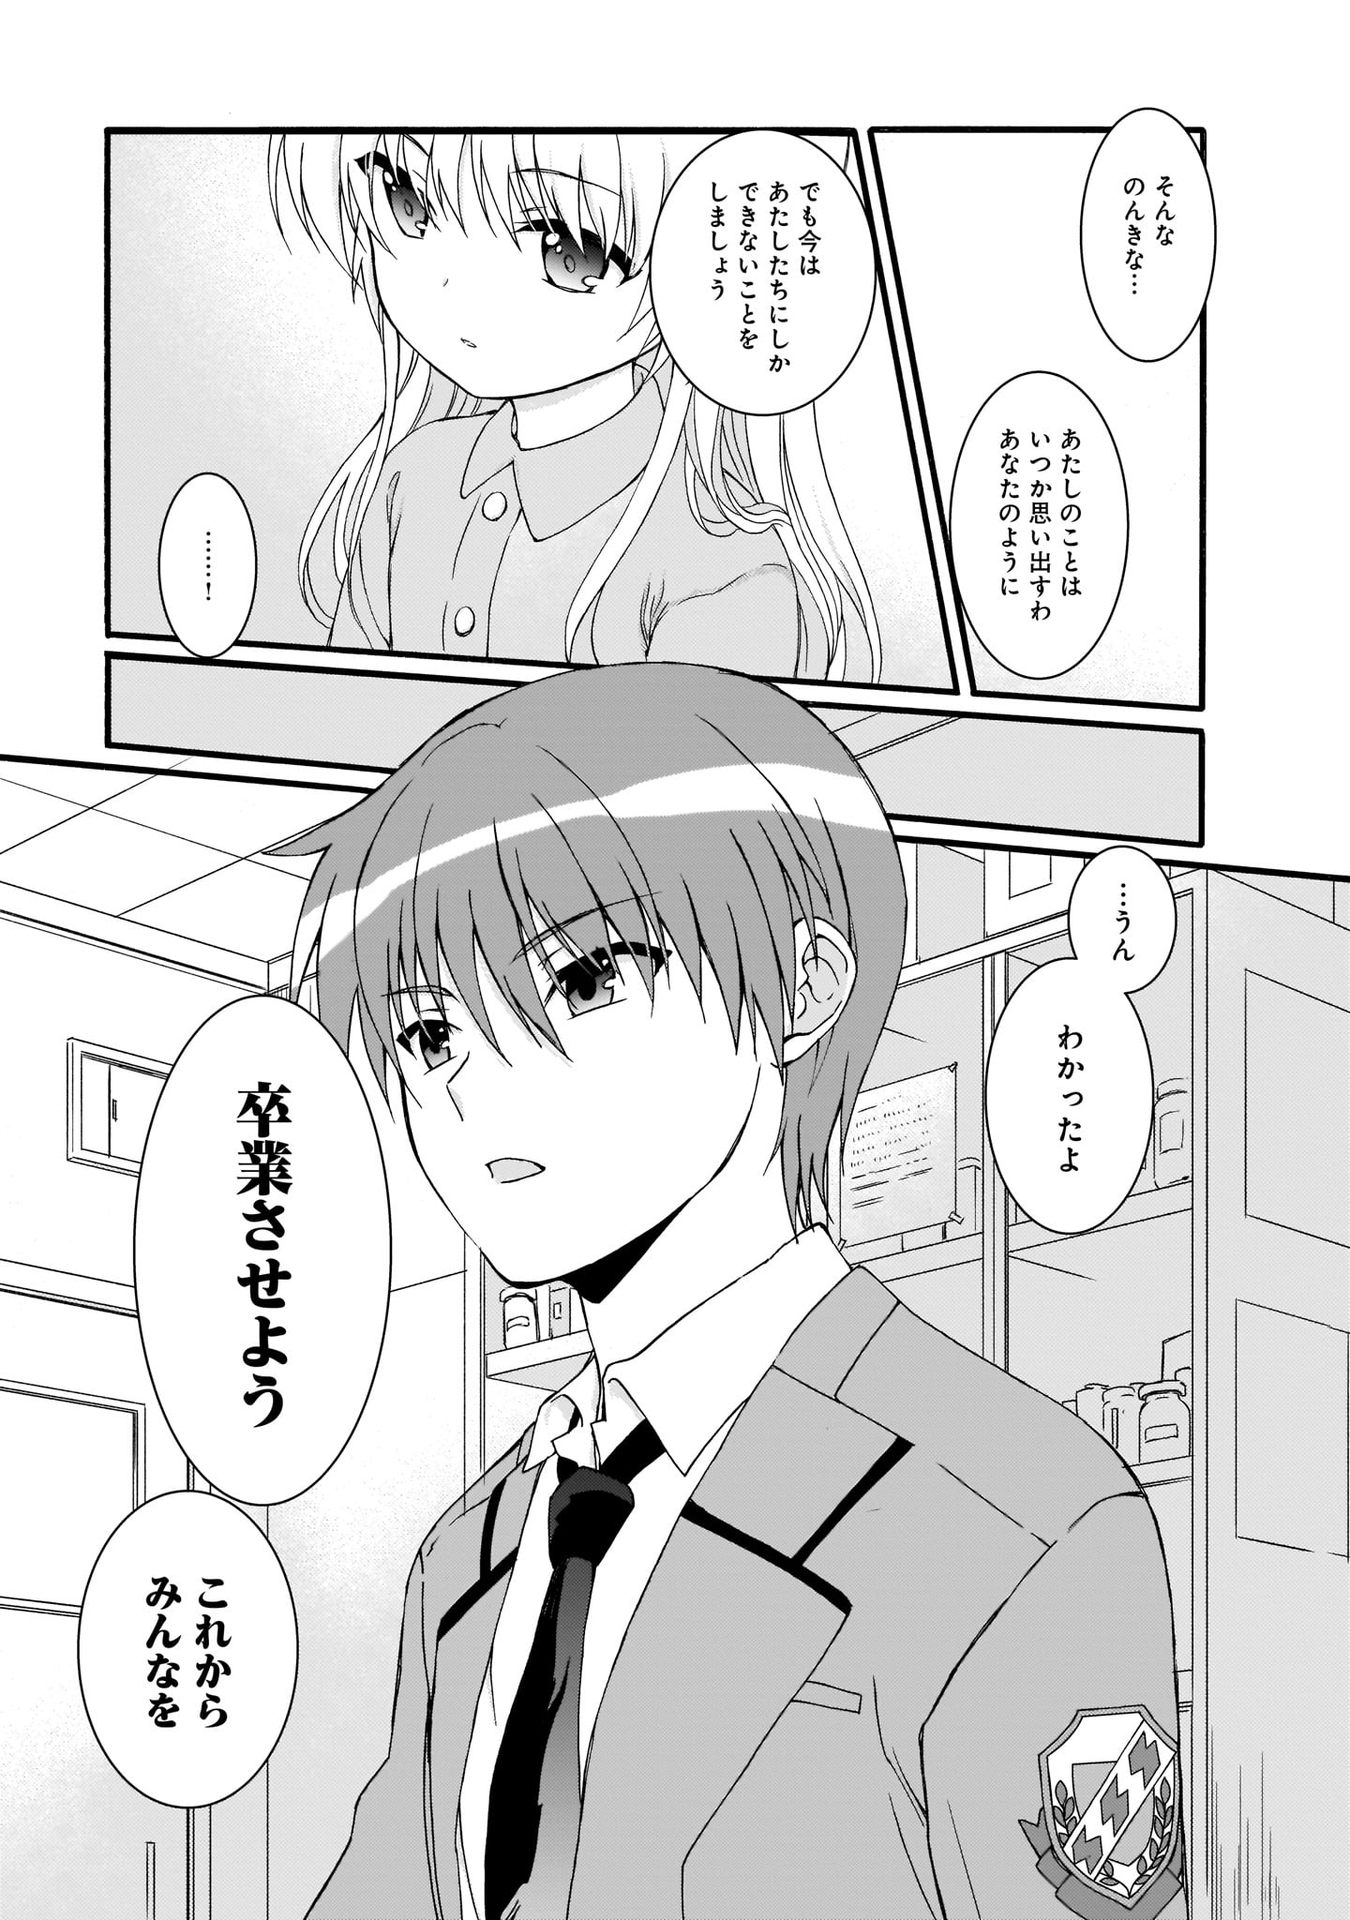 そんな
のんきな…
あたしのことは
いつか思い出すわ
あなたのように
でも今は
あたしたちにしか
できないことを
しましょう
……！
…うん
わかったよ
卒業させよう
これから
みんなを